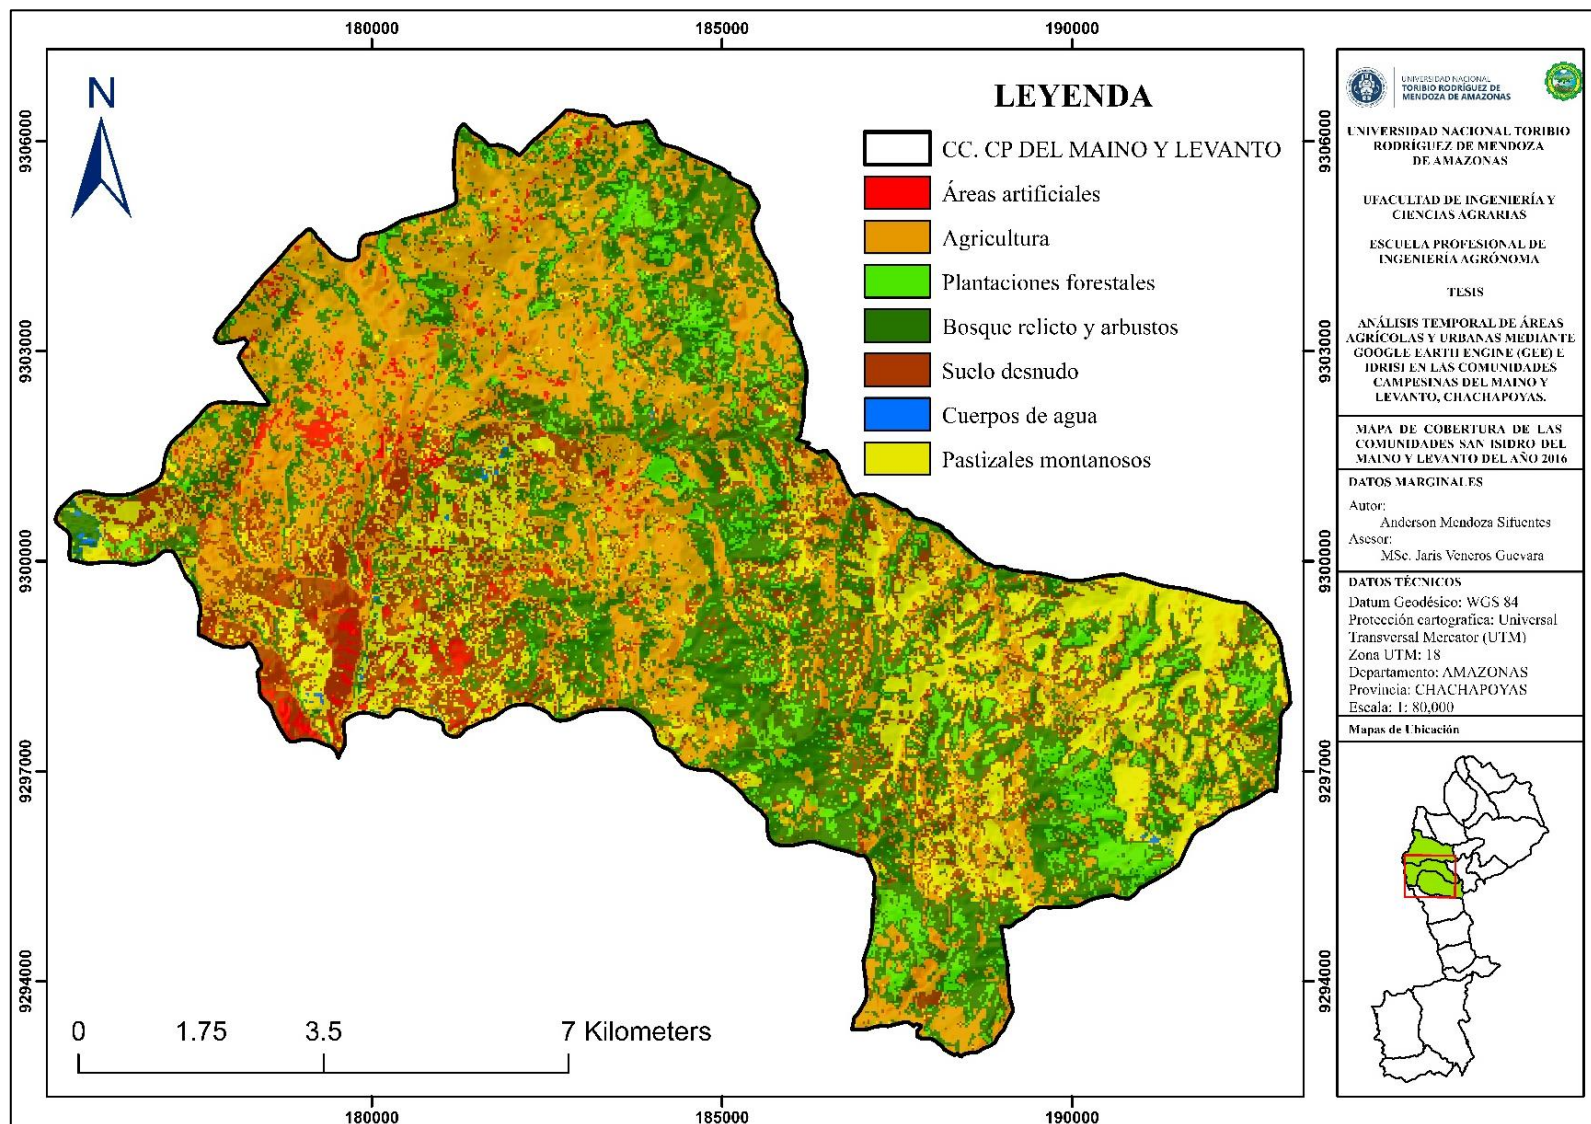 180000
185000
190000
9306000
9303000
9300000
9297000
9294000
N
LEYENDA
CC. CP DEL MAINO Y LEVANTO
Áreas artificiales
Agricultura
Plantaciones forestales
Bosque relicto y arbustos
Suelo desnudo
Cuerpos de agua
Pastizales montanosos
0
1.75
3.5
7 Kilometers
9306000
9303000
9300000
9297000
9294000
180000
185000
190000
UNIVERSIDAD NACIONAL
TORIBIO RODRÍGUEZ DE
MENDOZA DE AMAZONAS
UNIVERSIDAD NACIONAL TORIBIO
RODRÍGUEZ DE MENDOZA
DE AMAZONAS
UFACULTAD DE INGENIERÍA Y
CIENCIAS AGRARIAS
ESCUELA PROFESIONAL DE
INGENIERÍA AGRÓNOMA
TESIS
ANÁLISIS TEMPORAL DE ÁREAS
AGRÍCOLAS Y URBANAS MEDIANTE
GOOGLE EARTH ENGINE (GEE) E
IDRISI EN LAS COMUNIDADES
CAMPESINAS DEL MAINO Y
LEVANTO, CHACHAPOYAS.
MAPA DE COBERTURA DE LAS
COMUNIDADES SAN ISIDRO DEL
MAINO Y LEVANTO DEL AÑO 2016
DATOS MARGINALES
Autor:
Anderson Mendoza Sifuentes
Asesor:
MSc. Jaris Veneros Guevara
DATOS TÉCNICOS
Datum Geodésico: WGS 84
Protección cartografica: Universal
Transversal Mercator (UTM)
Zona UTM: 18
Departamento: AMAZONAS
Provincia: CHACHAPOYAS
Escala: 1: 80,000
Mapas de Ubicación